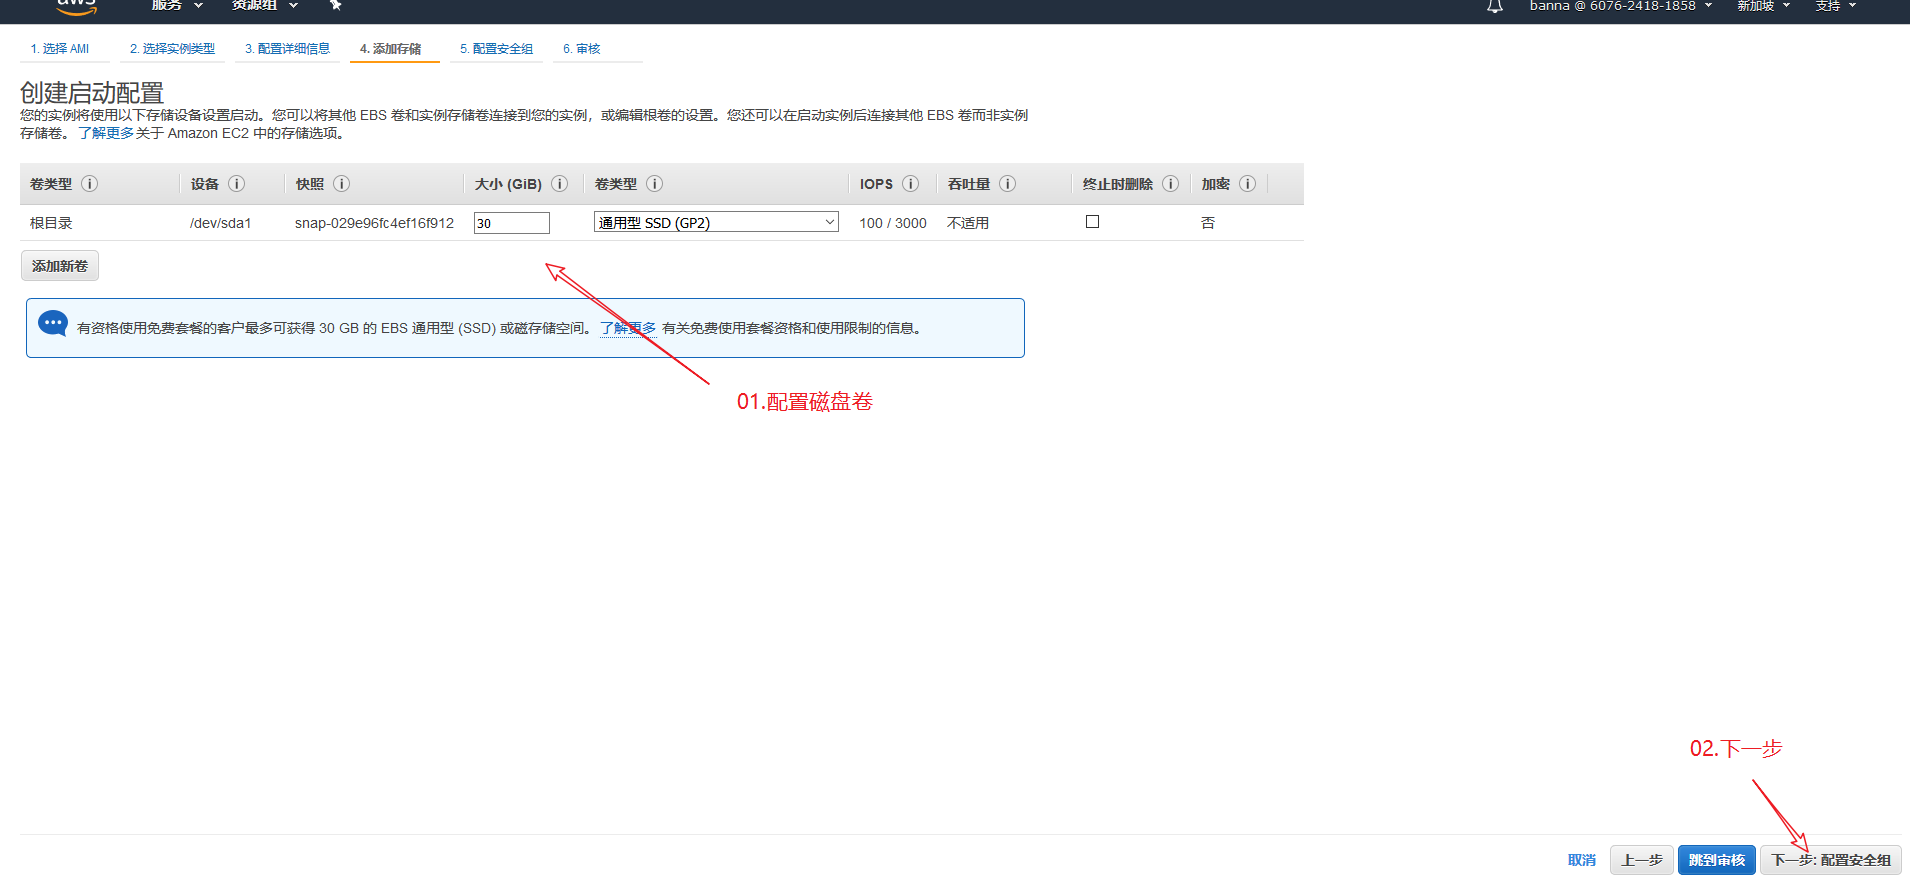 aws 服务 资源组 banna @ 6076-2418-1858 新加坡 支持
1. 选择 AMI 2. 选择实例类型 3. 配置详细信息 4. 添加存储 5. 配置安全组 6. 审核
创建启动配置
您的实例将使用以下存储设备设置启动。您可以将其他 EBS 卷和实例存储卷连接到您的实例，或编辑根卷的设置。您还可以在启动实例后连接其他 EBS 卷而非实例
存储卷。 了解更多 关于 Amazon EC2 中的存储选项。
卷类型 设备 快照 大小 (GiB) 卷类型 IOPS 吞吐量 终止时删除 加密
根目录 /dev/sda1 snap-029e96fc4ef16f912 30 通用型 SSD (GP2) 100 / 3000 不适用 否
添加新卷
有资格使用免费套餐的客户最多可获得 30 GB 的 EBS 通用型 (SSD) 或磁存储空间。 了解更多 有关免费使用套餐资格和使用限制的信息。
01.配置磁盘卷
02.下一步
取消 上一步 跳到审核 下一步: 配置安全组